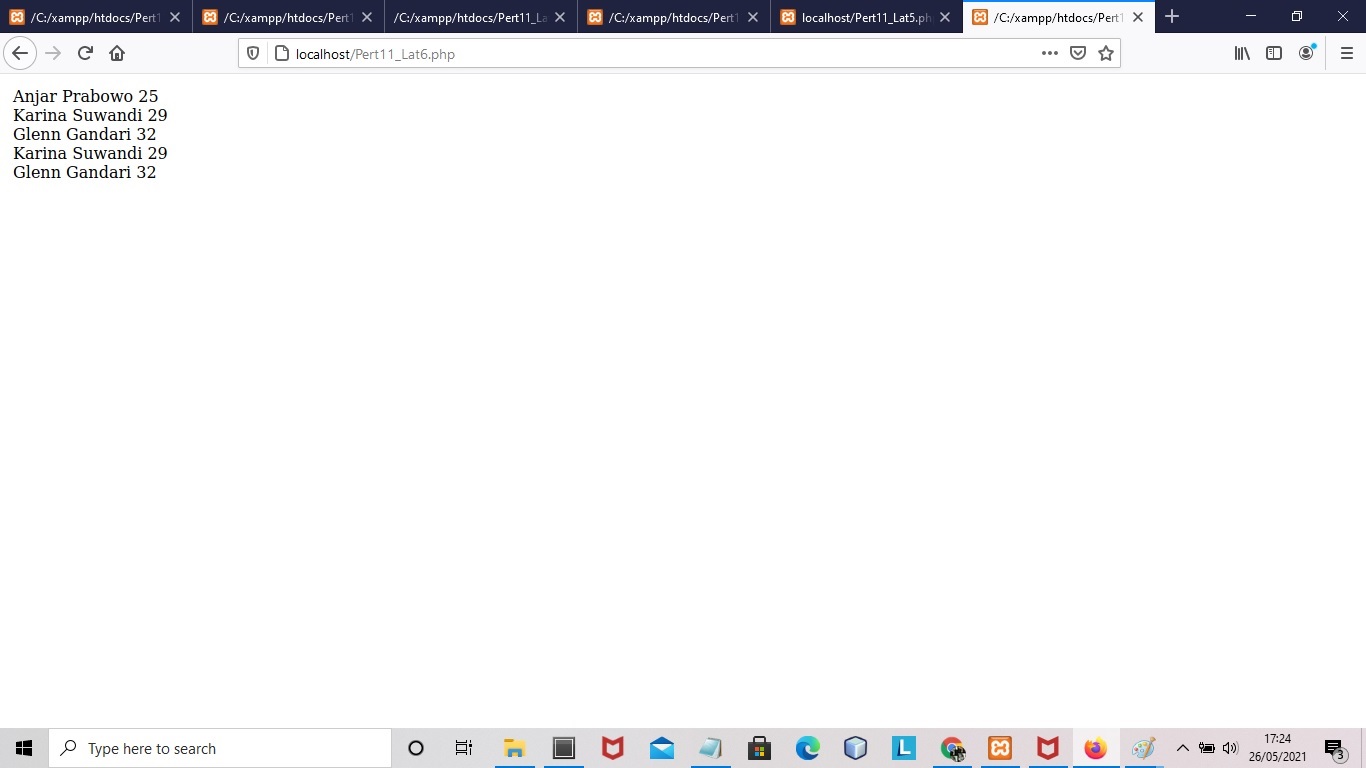 /C:/xampp/htdocs/Pert1
/C:/xampp/htdocs/Pert1
/C:/xampp/htdocs/Pert11_La
/C:/xampp/htdocs/Pert1
localhost/Pert11_Lat5.ph
/C:/xampp/htdocs/Pert1
localhost/Pert11_Lat6.php
Anjar Prabowo 25
Karina Suwandi 29
Glenn Gandari 32
Karina Suwandi 29
Glenn Gandari 32
Type here to search
L
17:24
26/05/2021
3